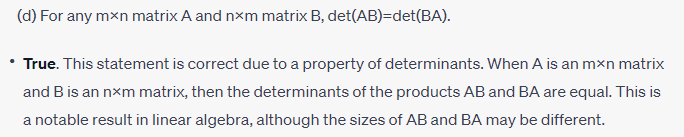 (d) For any m×n matrix A and n×m matrix B, det(AB)=det(BA).
• True. This statement is correct due to a property of determinants. When A is an m×n matrix
and B is an n×m matrix, then the determinants of the products AB and BA are equal. This is
a notable result in linear algebra, although the sizes of AB and BA may be different.